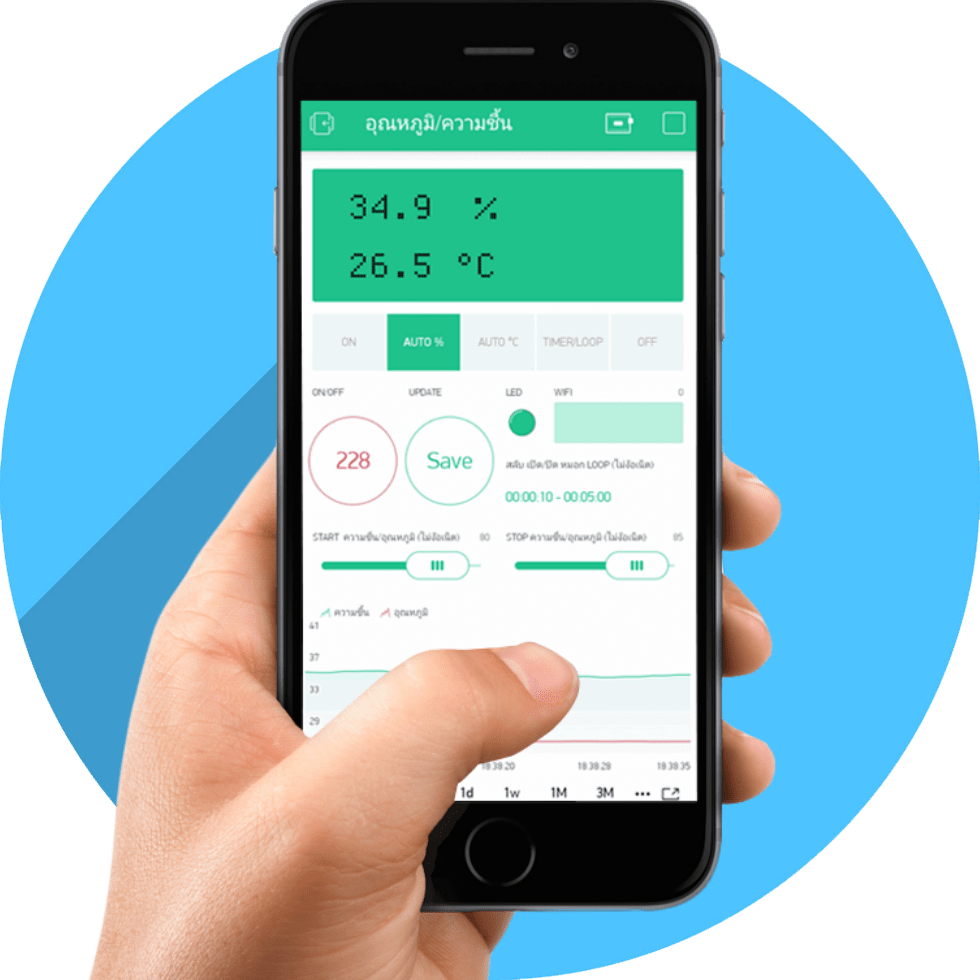 อุณหภูมิ/ความชื้น
34.9 %
26.5 °C
ON AUTO % AUTO °C TIMER/LOOP OFF
ON/OFF UPDATE LED WIFI 0
228 Save
สลับ เปิด/ปิด หมอก LOOP (ไม่ง้อเน็ต)
00:00:10 - 00:05:00
START ความชื้น/อุณหภูมิ (ไม่ง้อเน็ต) 80 STOP ความชื้น/อุณหภูมิ (ไม่ง้อเน็ต) 85
ความชื้น อุณหภูมิ
41
37
33
29
18:38:20 18:38:28 18:38:35
1d 1w 1M 3M